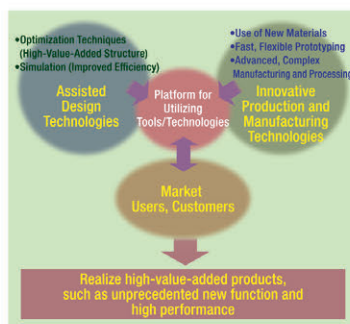 •Optimization Techniques
(High-Value-Added Structure)
•Simulation (Improved Efficiency)
•Use of New Materials
•Fast, Flexible Prototyping
•Advanced, Complex
Manufacturing and Processing
Assisted
Design
Technologies
Platform for
Utilizing
Tools/Technologies
Innovative
Production and
Manufacturing
Technologies
Market
Users, Customers
Realize high-value-added products,
such as unprecedented new function and
high performance